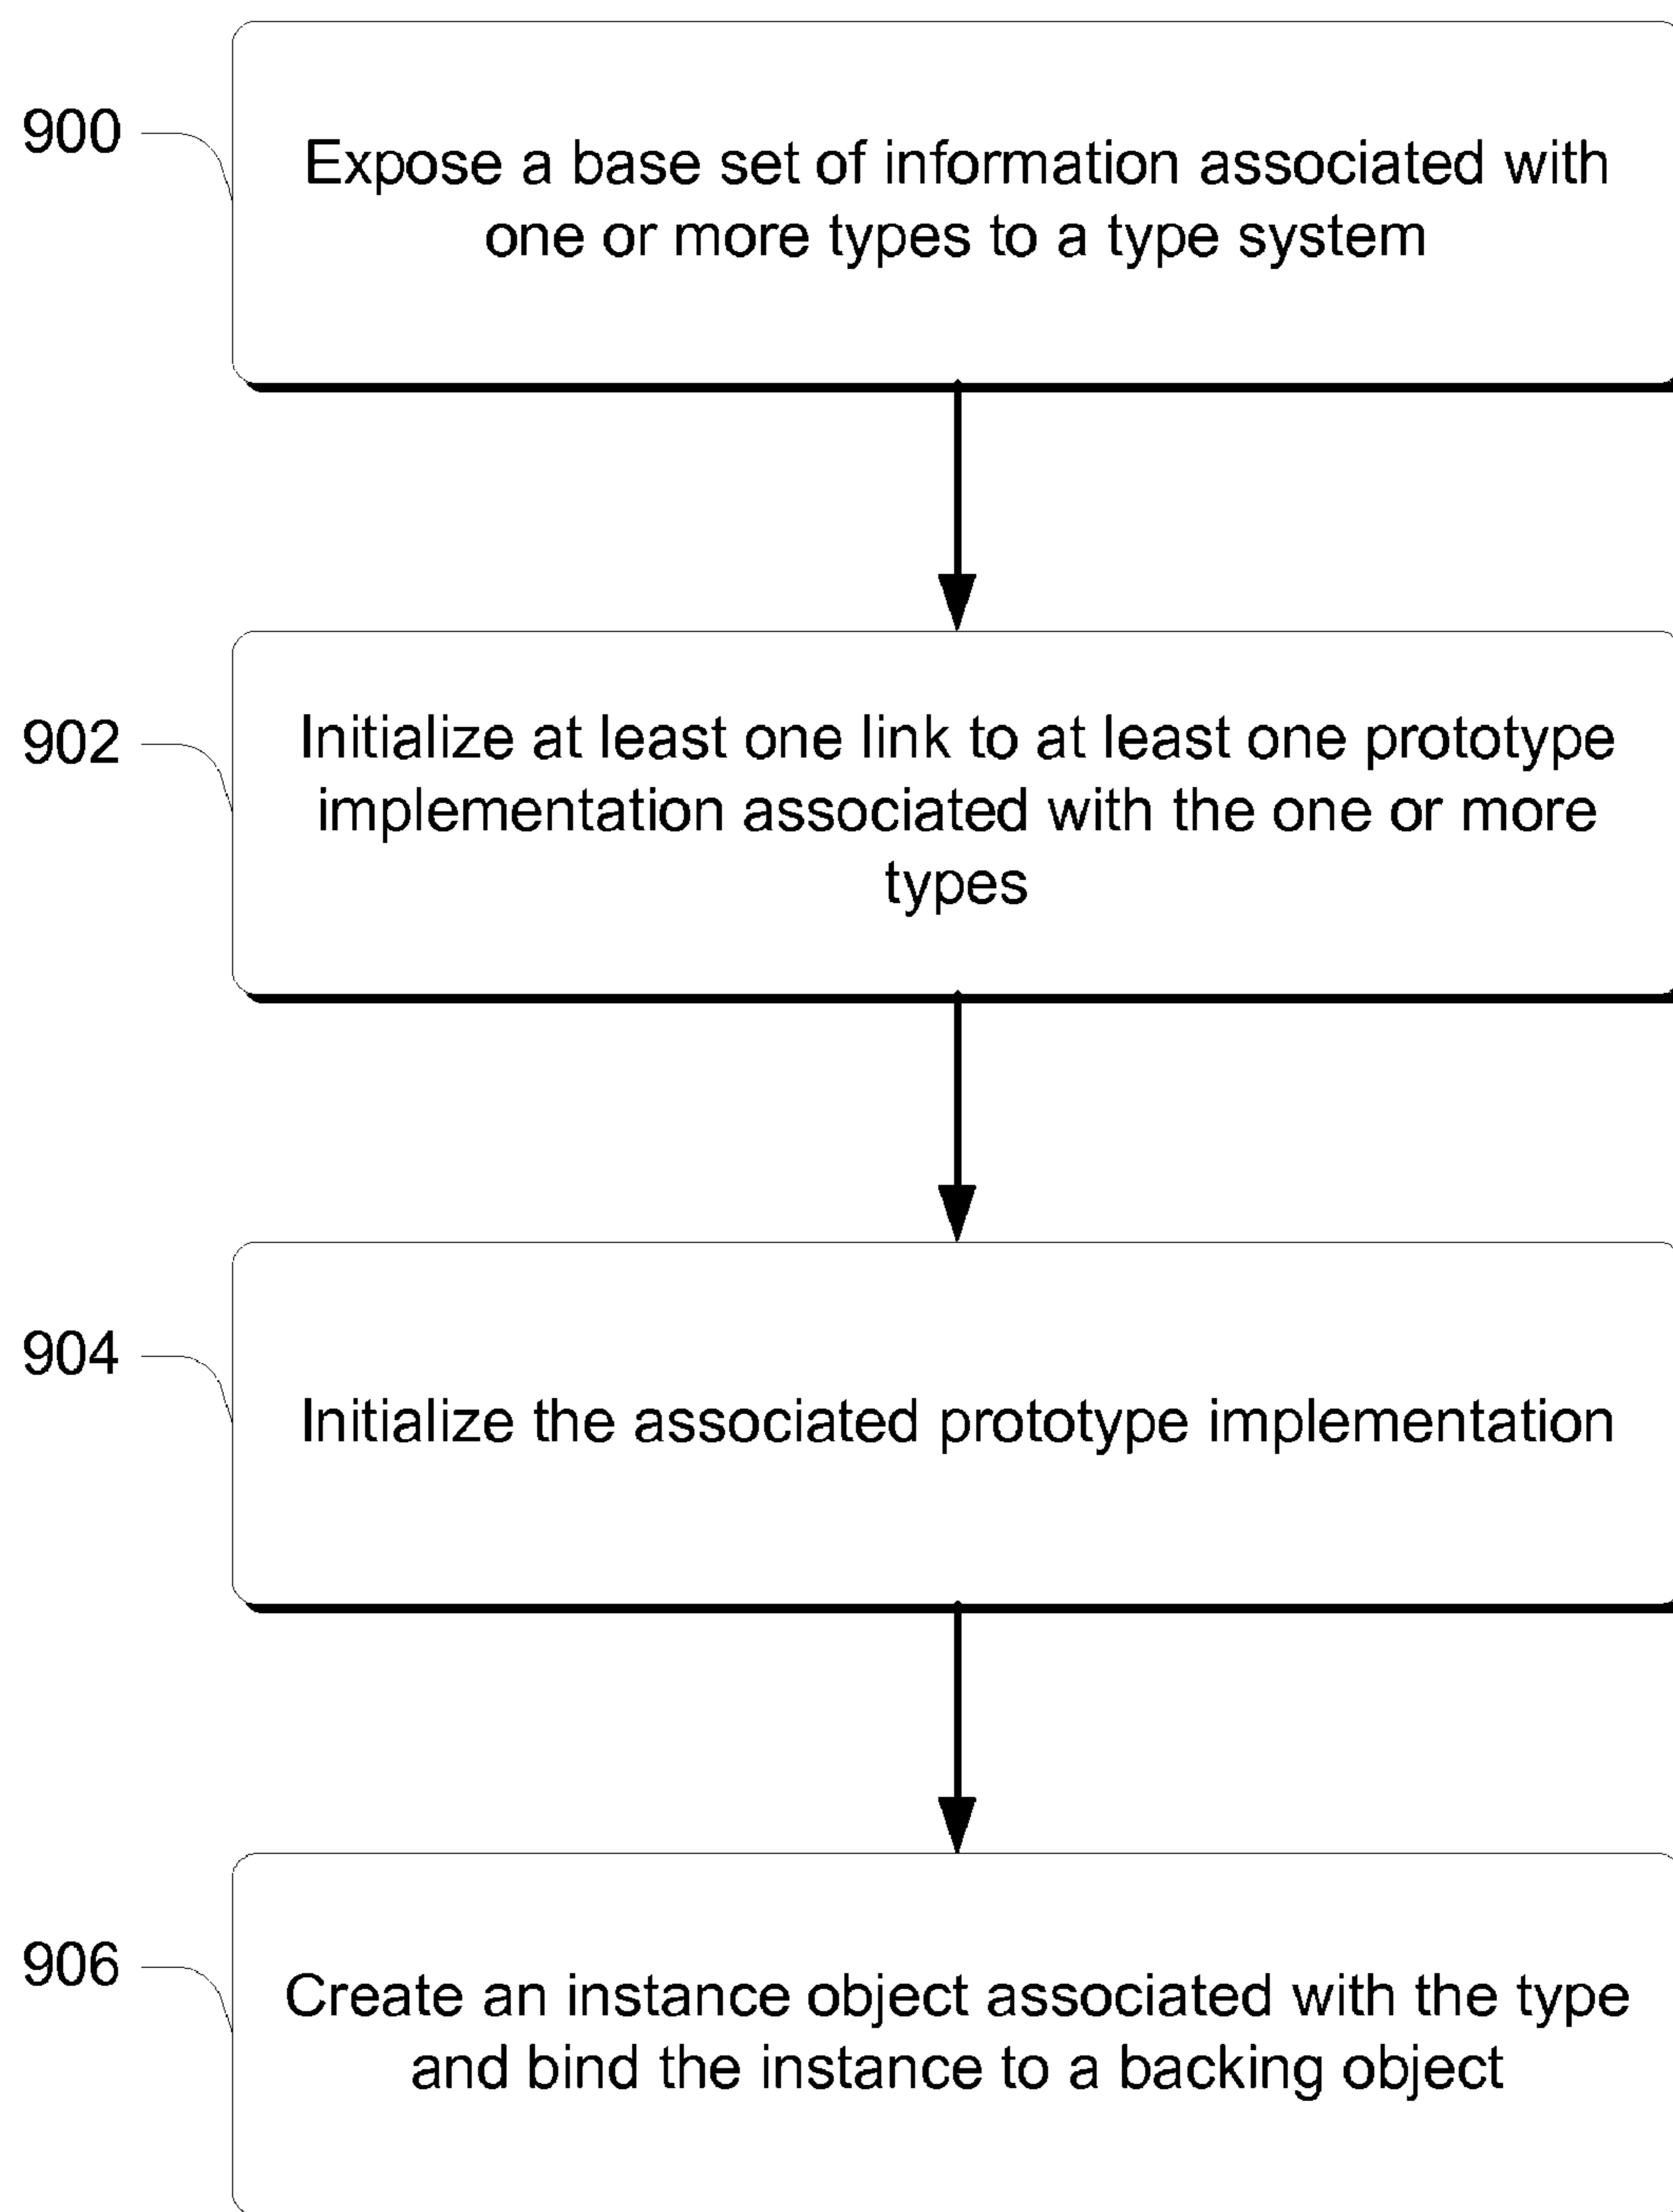 900
Expose a base set of information associated with
one or more types to a type system
902
Initialize at least one link to at least one prototype
implementation associated with the one or more
types
904
Initialize the associated prototype implementation
906
Create an instance object associated with the type
and bind the instance to a backing object